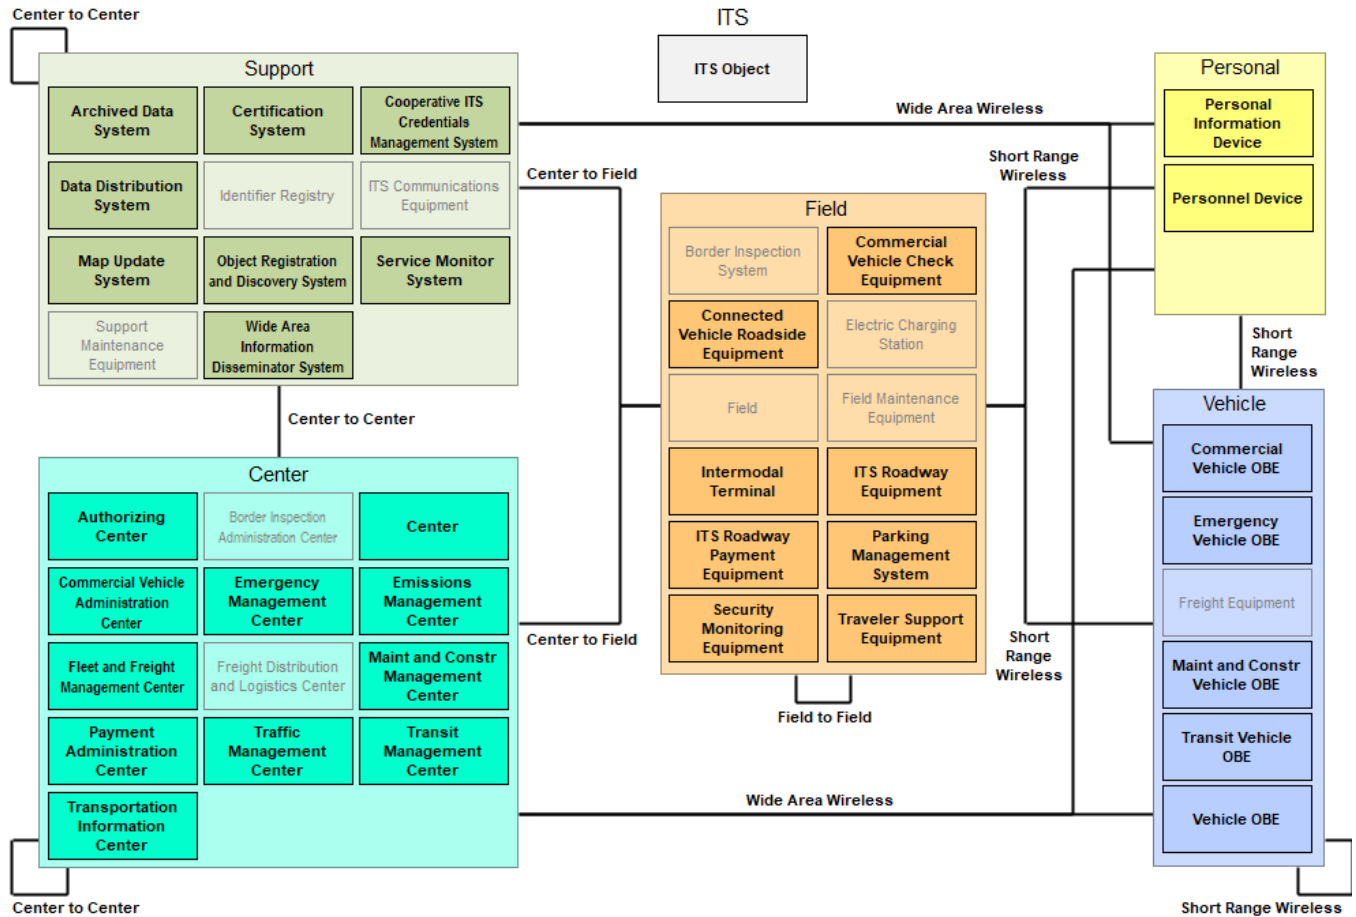 Center to Center
ITS
Support
ITS Object
Personal
Archived Data
System
Certification
System
Cooperative ITS
Credentials
Management System
Wide Area Wireless
Personal
Information
Device
Data Distribution
System
Identifier Registry
ITS Communications
Equipment
Center to Field
Short Range
Wireless
Personnel Device
Map Update
System
Object Registration
and Discovery System
Service Monitor
System
Support
Maintenance
Equipment
Wide Area
Information
Disseminator System
Field
Border Inspection
System
Commercial
Vehicle Check
Equipment
Connected
Vehicle Roadside
Equipment
Electric Charging
Station
Field
Field Maintenance
Equipment
Intermodal
Terminal
ITS Roadway
Equipment
ITS Roadway
Payment
Equipment
Parking
Management
System
Security
Monitoring
Equipment
Traveler Support
Equipment
Field to Field
Short
Range
Wireless
Center to Center
Center
Authorizing
Center
Border Inspection
Administration Center
Center
Commercial Vehicle
Administration
Center
Emergency
Management
Center
Emissions
Management
Center
Center to Field
Fleet and Freight
Management Center
Freight Distribution
and Logistics Center
Maint and Constr
Management
Center
Payment
Administration
Center
Traffic
Management
Center
Transit
Management
Center
Transportation
Information
Center
Wide Area Wireless
Short
Range
Wireless
Vehicle
Commercial
Vehicle OBE
Emergency
Vehicle OBE
Freight Equipment
Maint and Constr
Vehicle OBE
Transit Vehicle
OBE
Vehicle OBE
Center to Center
Short Range Wireless